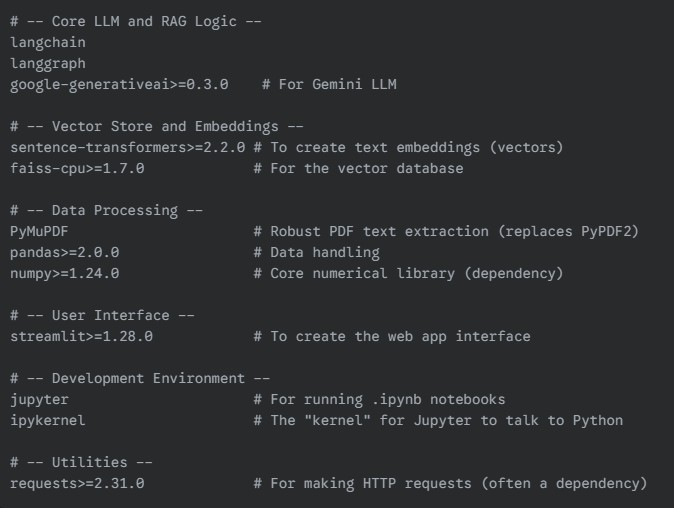 # -- Core LLM and RAG Logic --
langchain
langgraph
google-generativeai>=0.3.0    # For Gemini LLM

# -- Vector Store and Embeddings --
sentence-transformers>=2.2.0 # To create text embeddings (vectors)
faiss-cpu>=1.7.0             # For the vector database

# -- Data Processing --
PyMuPDF                      # Robust PDF text extraction (replaces PyPDF2)
pandas>=2.0.0                # Data handling
numpy>=1.24.0                # Core numerical library (dependency)

# -- User Interface --
streamlit>=1.28.0            # To create the web app interface

# -- Development Environment --
jupyter                      # For running .ipynb notebooks
ipykernel                    # The "kernel" for Jupyter to talk to Python

# -- Utilities --
requests>=2.31.0             # For making HTTP requests (often a dependency)